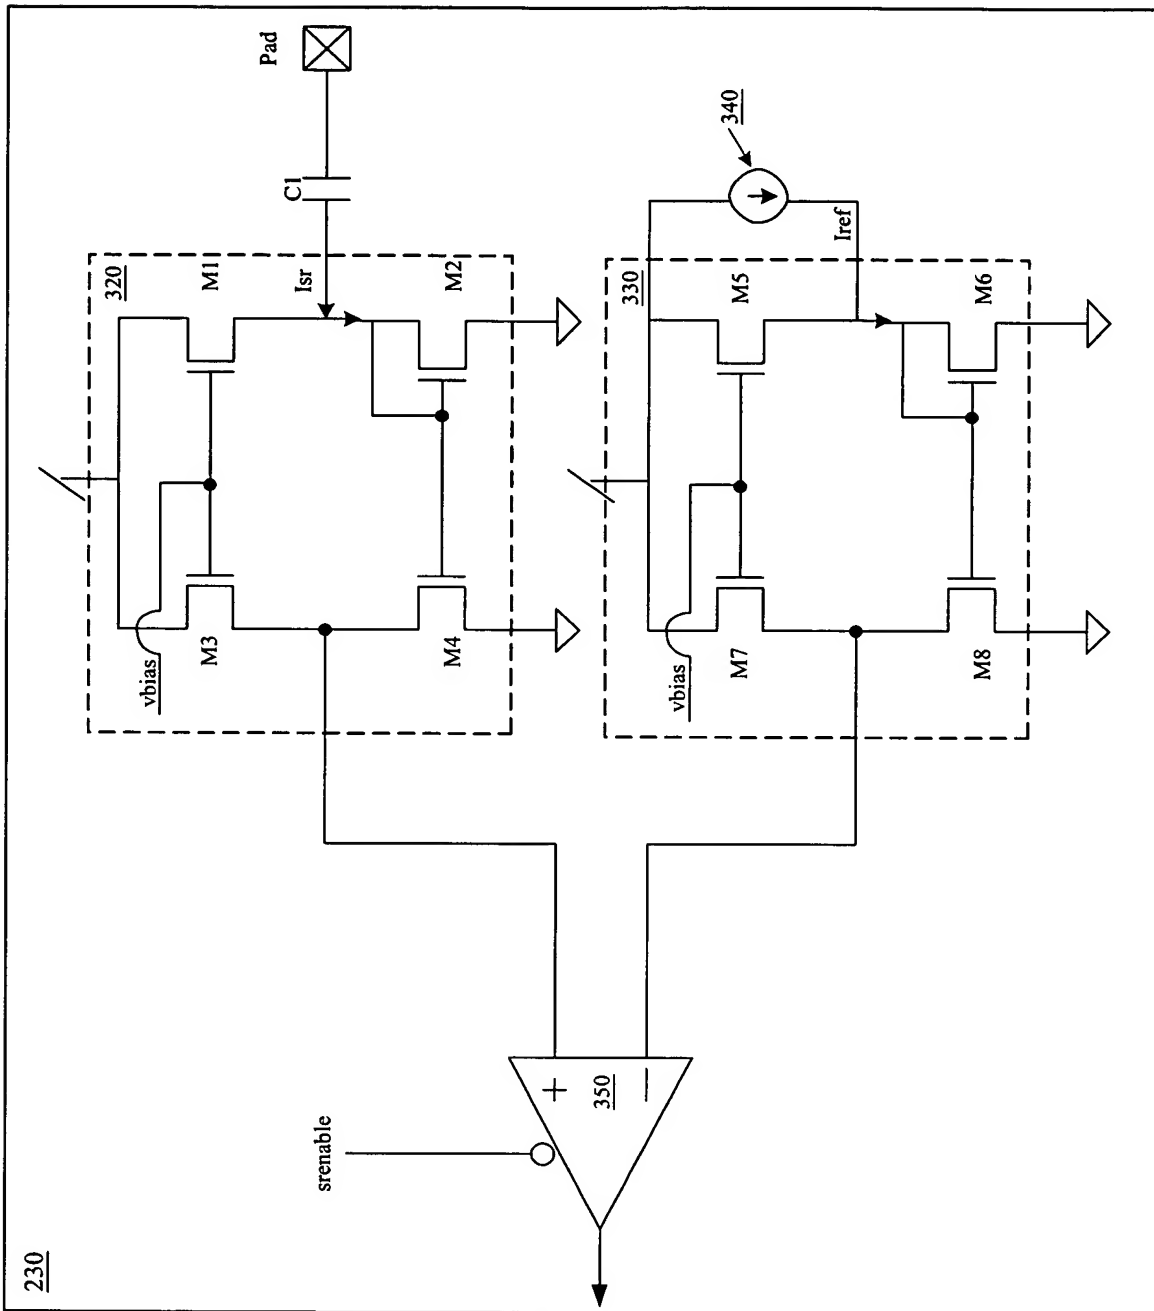 230
srenable
350
+
−
vbias
M3
M4
320
M1
M2
Isr
C1
Pad
vbias
M7
M8
330
M5
M6
Iref
340